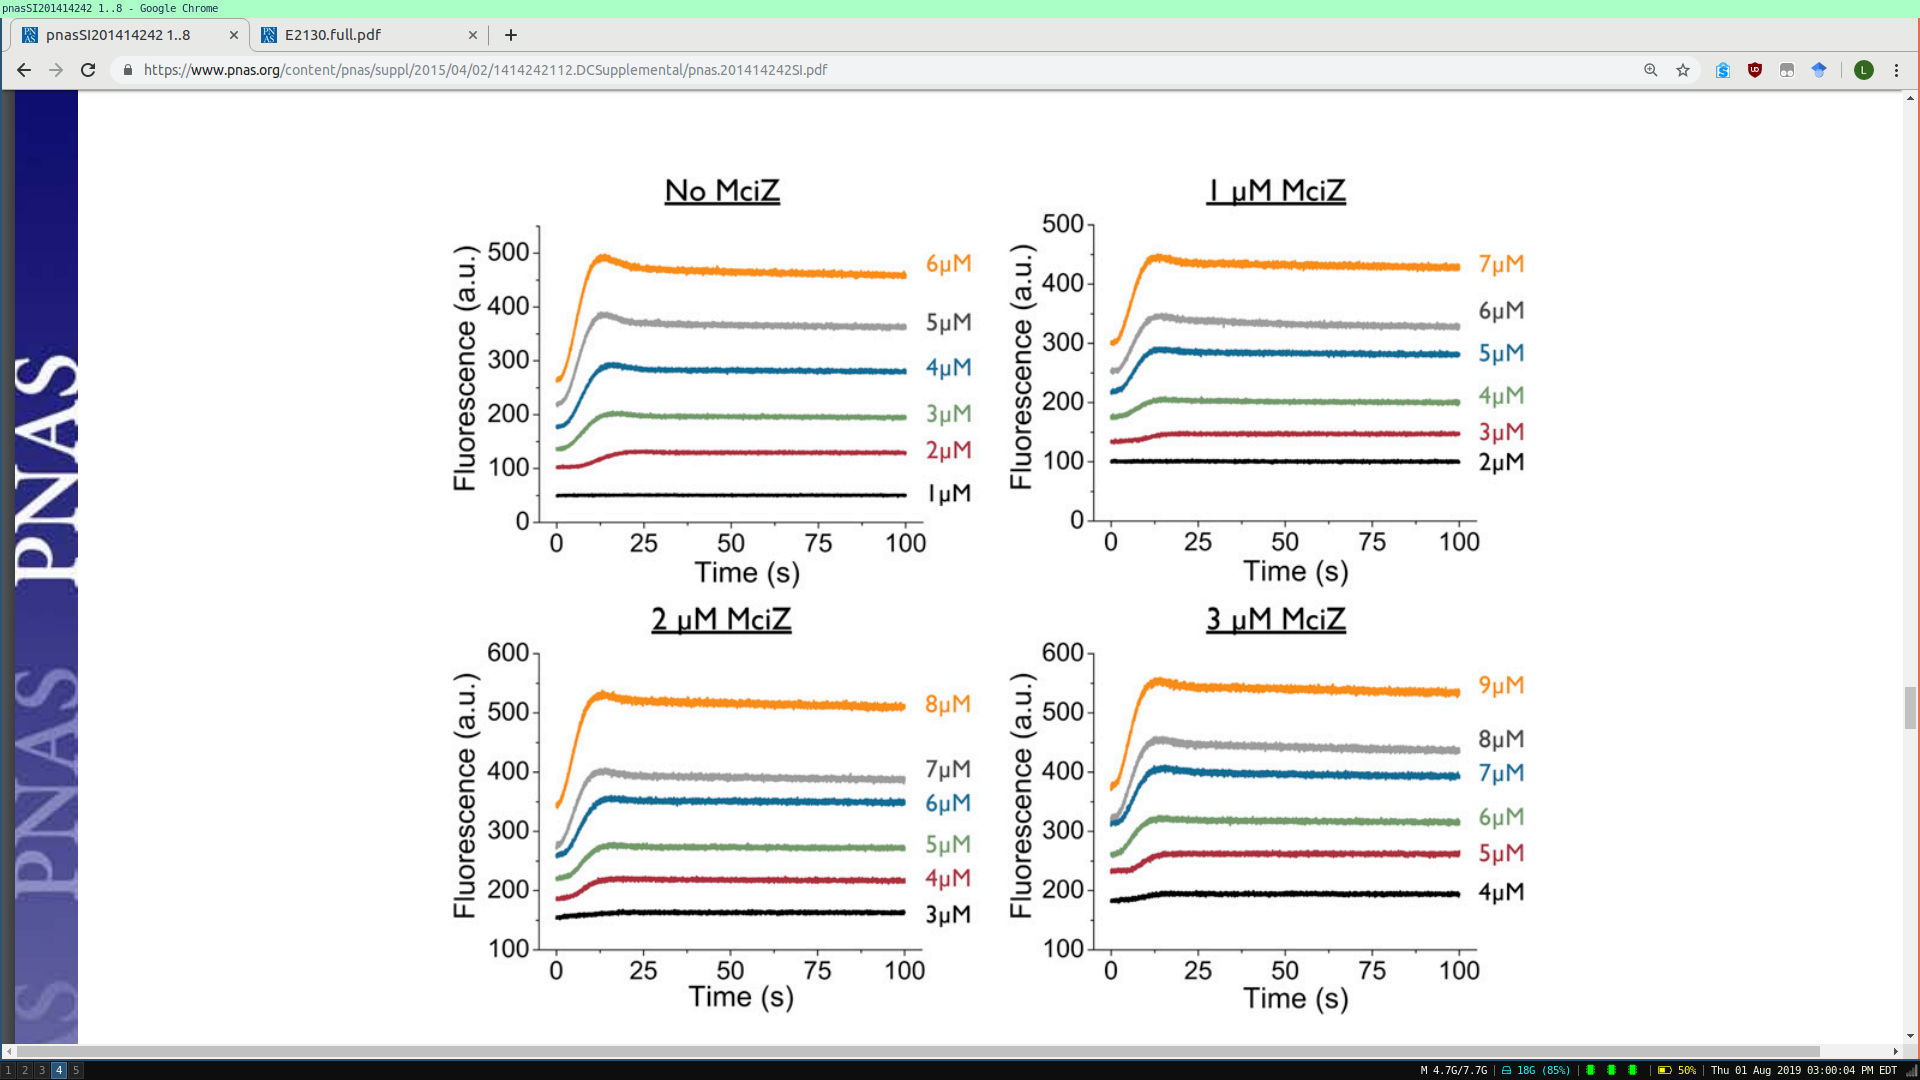 pnasSI201414242 1..8 - Google Chrome
pnasSI201414242 1..8
E2130.full.pdf
https://www.pnas.org/content/pnas/suppl/2015/04/02/1414242112.DCSupplemental/pnas.201414242SI.pdf
L
PNAS
PNAS
No MciZ
Fluorescence (a.u.)
500
400
300
200
100
0
6µM
5µM
4µM
3µM
2µM
1µM
0 25 50 75 100
Time (s)
1 µM MciZ
Fluorescence (a.u.)
500
400
300
200
100
0
7µM
6µM
5µM
4µM
3µM
2µM
0 25 50 75 100
Time (s)
2 µM MciZ
Fluorescence (a.u.)
600
500
400
300
200
100
8µM
7µM
6µM
5µM
4µM
3µM
0 25 50 75 100
Time (s)
3 µM MciZ
Fluorescence (a.u.)
600
500
400
300
200
100
9µM
8µM
7µM
6µM
5µM
4µM
0 25 50 75 100
Time (s)
1 2 3 4 5
M 4.7G/7.7G 18G (85%) 50% Thu 01 Aug 2019 03:00:04 PM EDT